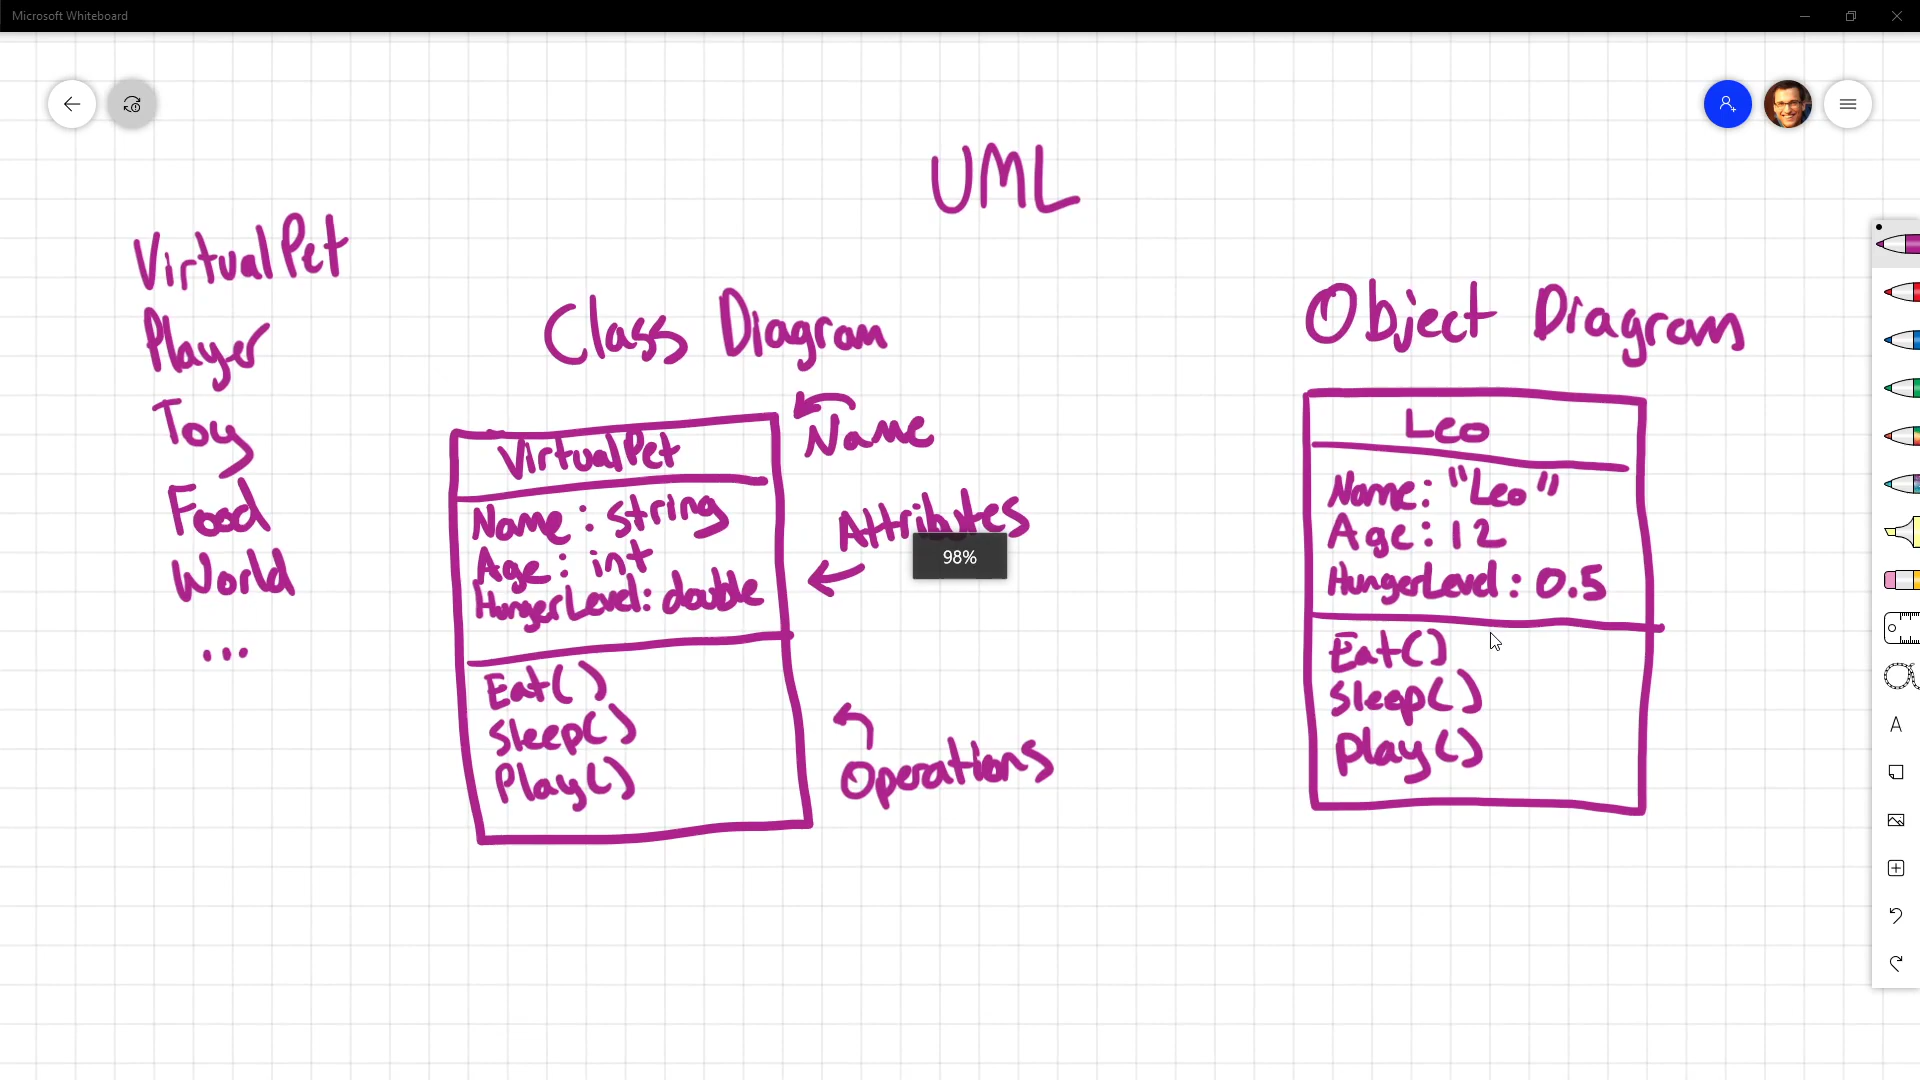 Microsoft Whiteboard
UML
VirtualPet
Player
Toy
Food
World
...
Class Diagram
VirtualPet
Name : string
Age : int
HungerLevel : double
Eat()
Sleep()
Play()
Name
Attributes
Operations
98%
Object Diagram
Leo
Name : "Leo"
Age : 12
HungerLevel : 0.5
Eat()
Sleep()
Play()
A